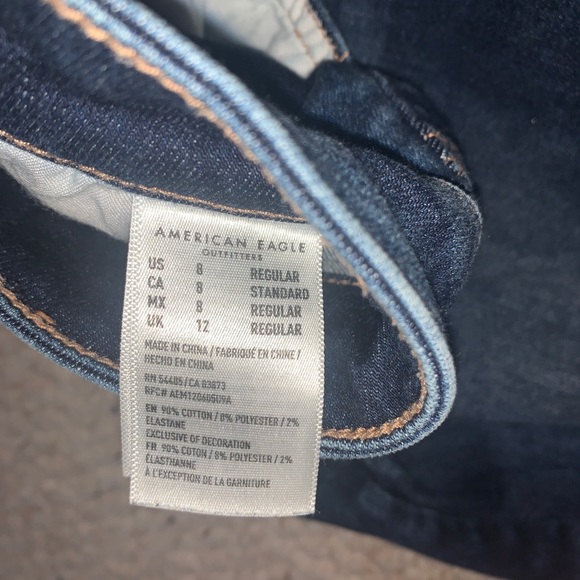 AMERICAN EAGLE
OUTFITTERS
US 8 REGULAR
CA 8 STANDARD
MX 8 REGULAR
UK 12 REGULAR
MADE IN CHINA / FABRIQUÉ EN CHINE /
HECHO EN CHINA
RN 54485/CA 03873
RFC# AEM120606U9A
EN 90% COTTON / 8% POLYESTER / 2%
ELASTANE
EXCLUSIVE OF DECORATION
FR 90% COTON / 8% POLYESTER / 2%
ÉLASTHANNE
À L'EXCEPTION DE LA GARNITURE